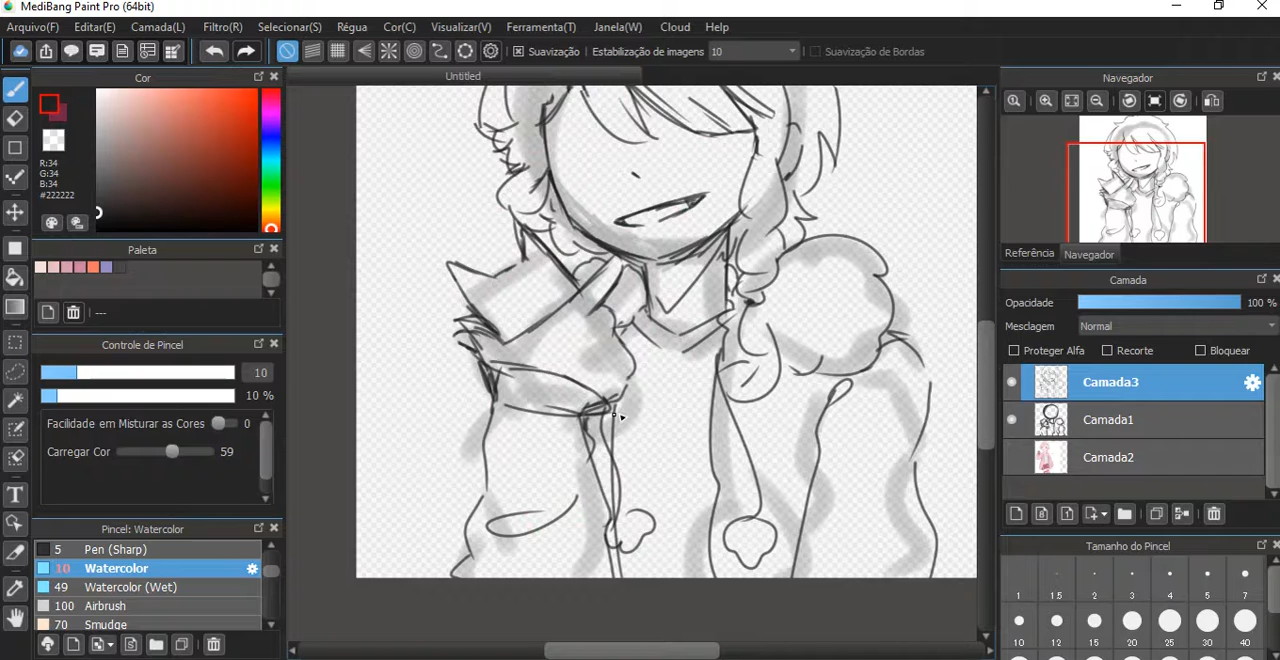 MediBang Paint Pro (64bit)
Arquivo(F) Editar(E) Camada(L) Filtro(R) Selecionar(S) Régua Cor(C) Visualizar(V) Ferramenta(T) Janela(W) Cloud Help
Suavização Estabilização de imagens 10 Suavização de Bordas
Cor
Untitled
Navegador
R:34
G:34
B:34
#222222
Paleta
---
Referência Navegador
Camada
Opacidade 100 %
Mesclagem Normal
Proteger Alfa Recorte Bloquear
Camada3
Camada1
Camada2
Controle de Pincel
10
10 %
Facilidade em Misturar as Cores 0
Carregar Cor 59
Pincel: Watercolor
5 Pen (Sharp)
10 Watercolor
49 Watercolor (Wet)
100 Airbrush
70 Smudge
Tamanho do Pincel
1 1.5 2 3 4 5 7
10 12 15 20 25 30 40